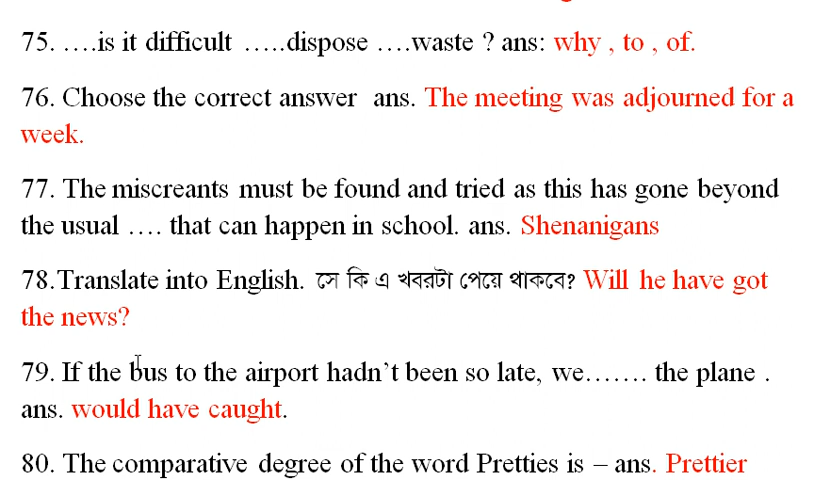 75. ….is it difficult …..dispose ….waste ? ans: why , to , of.
76. Choose the correct answer ans. The meeting was adjourned for a
week.
77. The miscreants must be found and tried as this has gone beyond
the usual …. that can happen in school. ans. Shenanigans
78.Translate into English. সে কি এ খবরটা পেয়ে থাকবে? Will he have got
the news?
79. If the bus to the airport hadn’t been so late, we……. the plane .
ans. would have caught.
80. The comparative degree of the word Pretties is – ans. Prettier